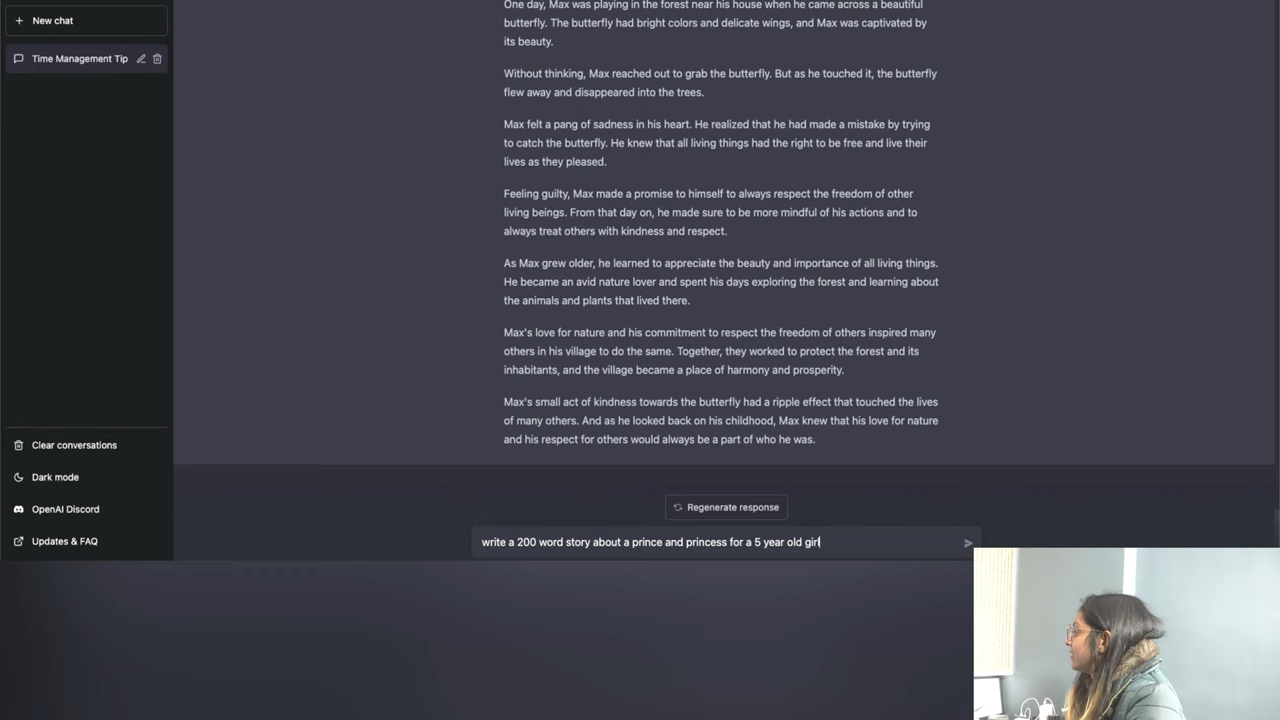 New chat
Time Management Tip
Clear conversations
Dark mode
OpenAI Discord
Updates & FAQ
One day, Max was playing in the forest near his house when he came across a beautiful
butterfly. The butterfly had bright colors and delicate wings, and Max was captivated by
its beauty.
Without thinking, Max reached out to grab the butterfly. But as he touched it, the butterfly
flew away and disappeared into the trees.
Max felt a pang of sadness in his heart. He realized that he had made a mistake by trying
to catch the butterfly. He knew that all living things had the right to be free and live their
lives as they pleased.
Feeling guilty, Max made a promise to himself to always respect the freedom of other
living beings. From that day on, he made sure to be more mindful of his actions and to
always treat others with kindness and respect.
As Max grew older, he learned to appreciate the beauty and importance of all living things.
He became an avid nature lover and spent his days exploring the forest and learning about
the animals and plants that lived there.
Max's love for nature and his commitment to respect the freedom of others inspired many
others in his village to do the same. Together, they worked to protect the forest and its
inhabitants, and the village became a place of harmony and prosperity.
Max's small act of kindness towards the butterfly had a ripple effect that touched the lives
of many others. And as he looked back on his childhood, Max knew that his love for nature
and his respect for others would always be a part of who he was.
Regenerate response
write a 200 word story about a prince and princess for a 5 year old girl